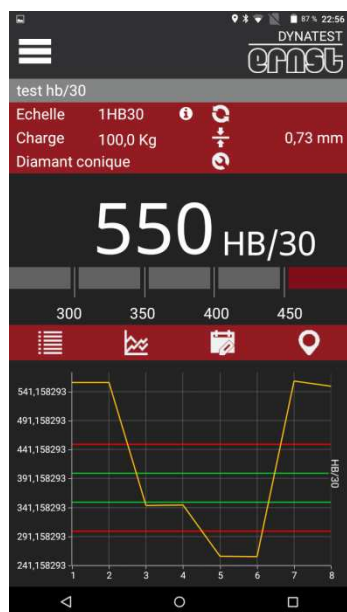 87 % 22:56
DYNATEST
ernst
test hb/30
Echelle 1HB30
Charge 100,0 Kg 0,73 mm
Diamant conique
550 HB/30
300 350 400 450
541,158293
491,158293
441,158293
391,158293
341,158293
291,158293
241,158293
HB/30
1 2 3 4 5 6 7 8